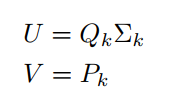 U = Q_k Σ_k
V = P_k